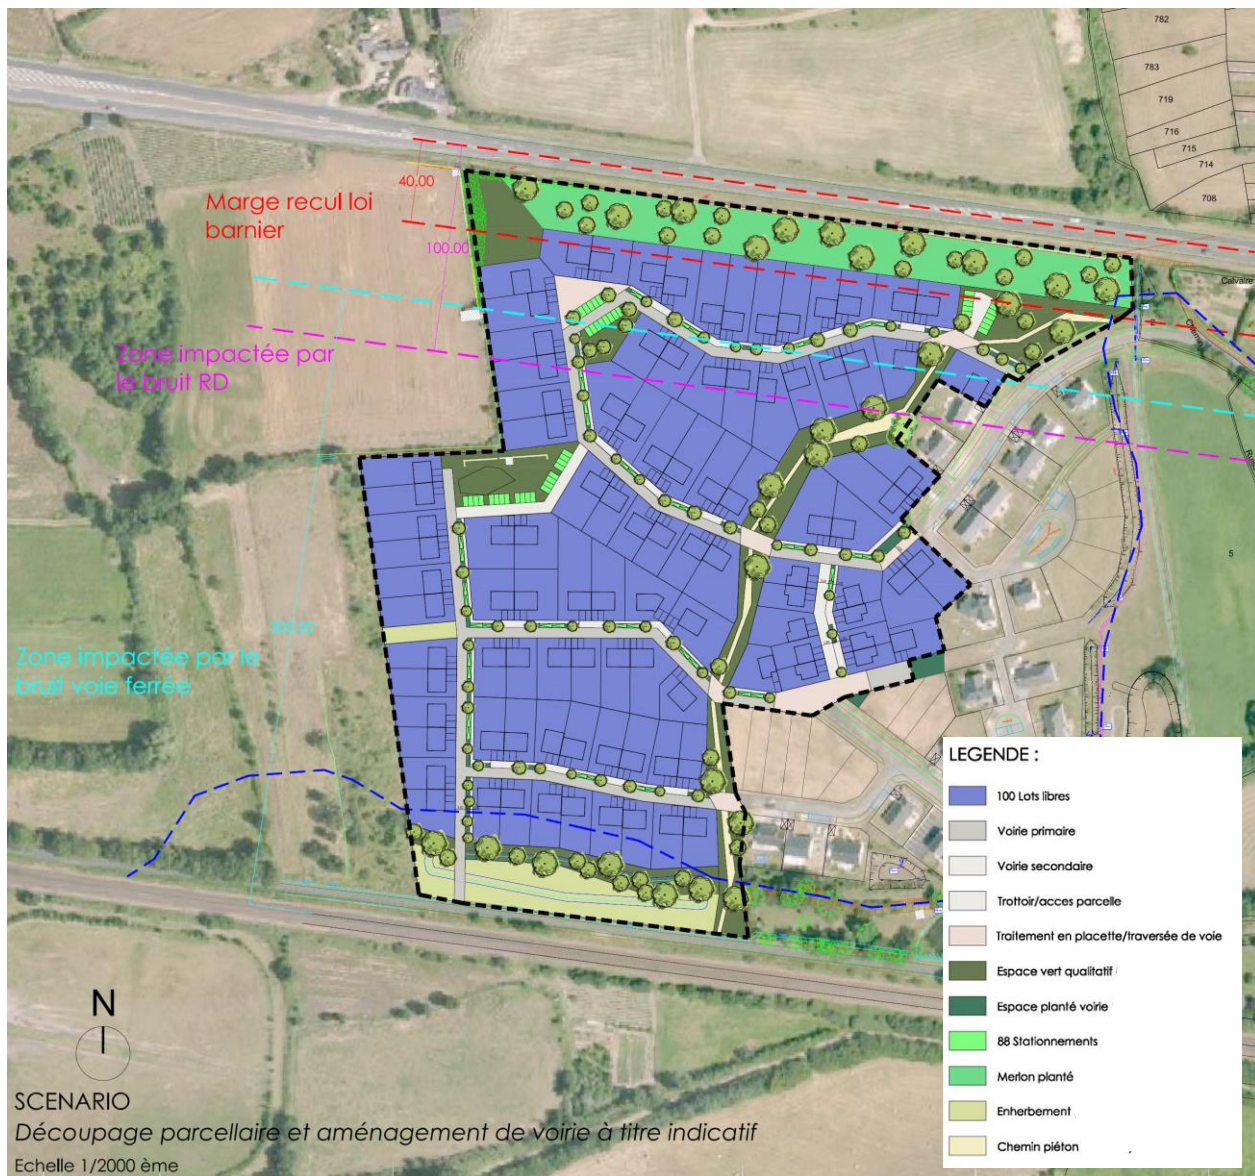 782
783
719
716
715
714
708
40.00
Marge recul loi
barnier
100.00
Calvaire
Zone impactée par
le bruit RD
5
300.00
Zone impactée par le
bruit voie ferrée
LEGENDE :
100 Lots libres
Voirie primaire
Voirie secondaire
Trottoir/acces parcelle
Traitement en placette/traversée de voie
Espace vert qualitatif
Espace planté voirie
88 Stationnements
Merlon planté
Enherbement
Chemin piéton
N
SCENARIO
Découpage parcellaire et aménagement de voirie à titre indicatif
Echelle 1/2000 ème